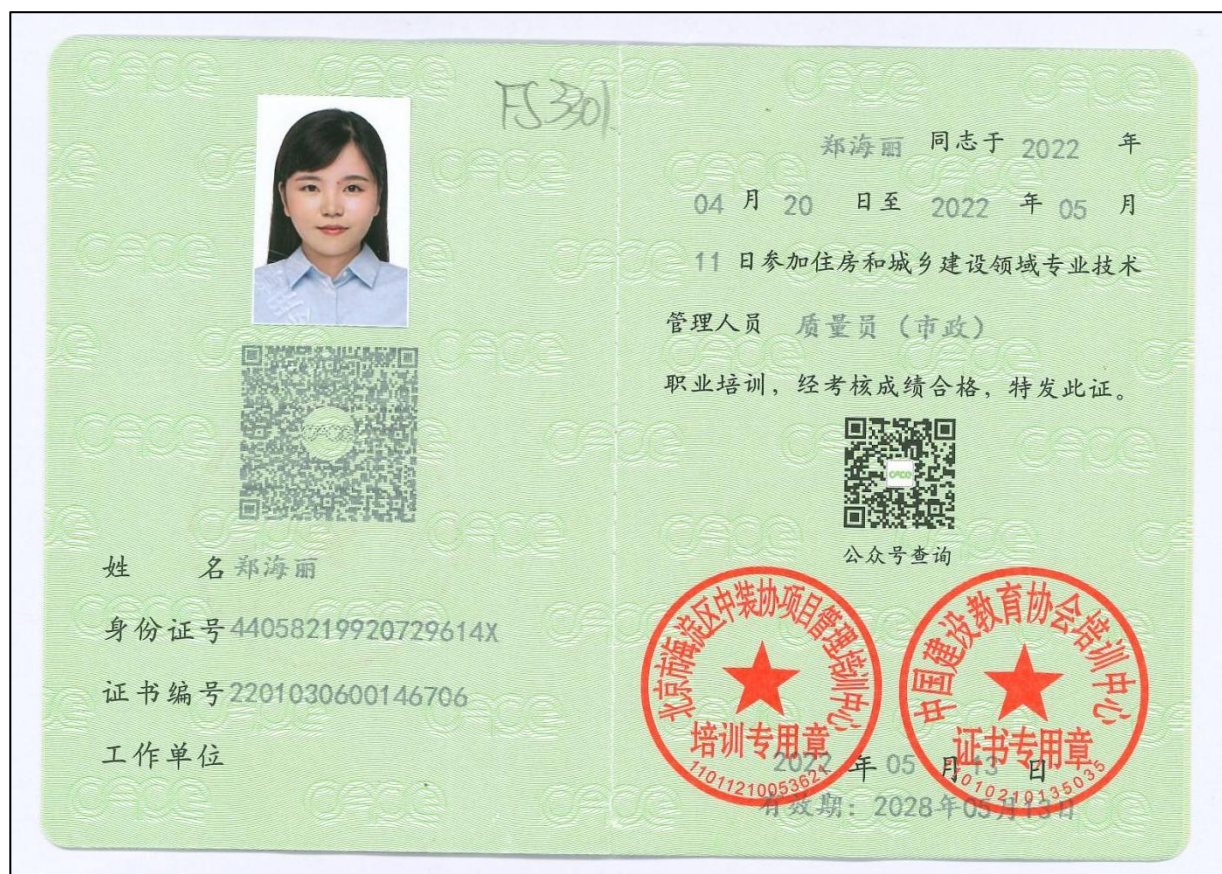 FS3301
姓 名 郑海丽
身份证号 44058219920729614X
证书编号 2201030600146706
工作单位
郑海丽 同志于 2022 年
04 月 20 日至 2022 年 05 月
11 日参加住房和城乡建设领域专业技术
管理人员 质量员（市政）
职业培训，经考核成绩合格，特发此证。
cece
公众号查询
北京市海淀区中装协项目管理培训中心
培训专用章
11011210053621
中国建设教育协会培训中心
证书专用章
11010210135035
2022 年 05 月 13 日
有效期：2028年05月13日